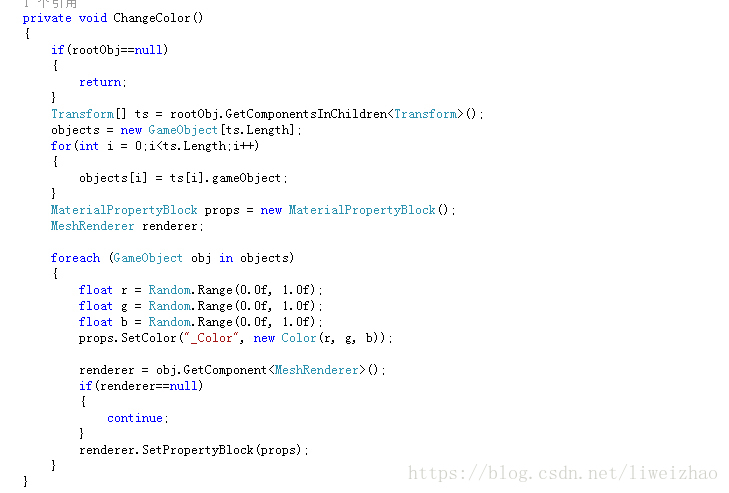 1 个引用
private void ChangeColor()
{
if(rootObj==null)
{
return;
}
Transform[] ts = rootObj.GetComponentsInChildren<Transform>();
objects = new GameObject[ts.Length];
for(int i = 0;i<ts.Length;i++)
{
objects[i] = ts[i].gameObject;
}
MaterialPropertyBlock props = new MaterialPropertyBlock();
MeshRenderer renderer;
foreach (GameObject obj in objects)
{
float r = Random.Range(0.0f, 1.0f);
float g = Random.Range(0.0f, 1.0f);
float b = Random.Range(0.0f, 1.0f);
props.SetColor("_Color", new Color(r, g, b));
renderer = obj.GetComponent<MeshRenderer>();
if(renderer==null)
{
continue;
}
renderer.SetPropertyBlock(props);
}
}
https://blog.csdn.net/liweizhao